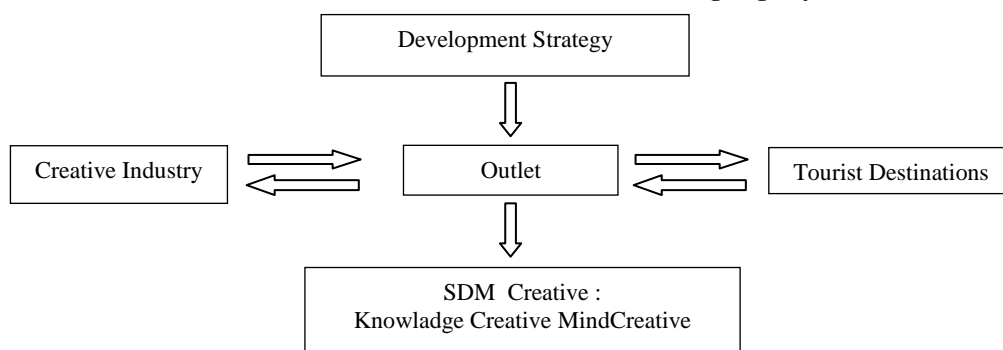 Development Strategy
Creative Industry
Outlet
Tourist Destinations
SDM Creative :
Knowladge Creative MindCreative